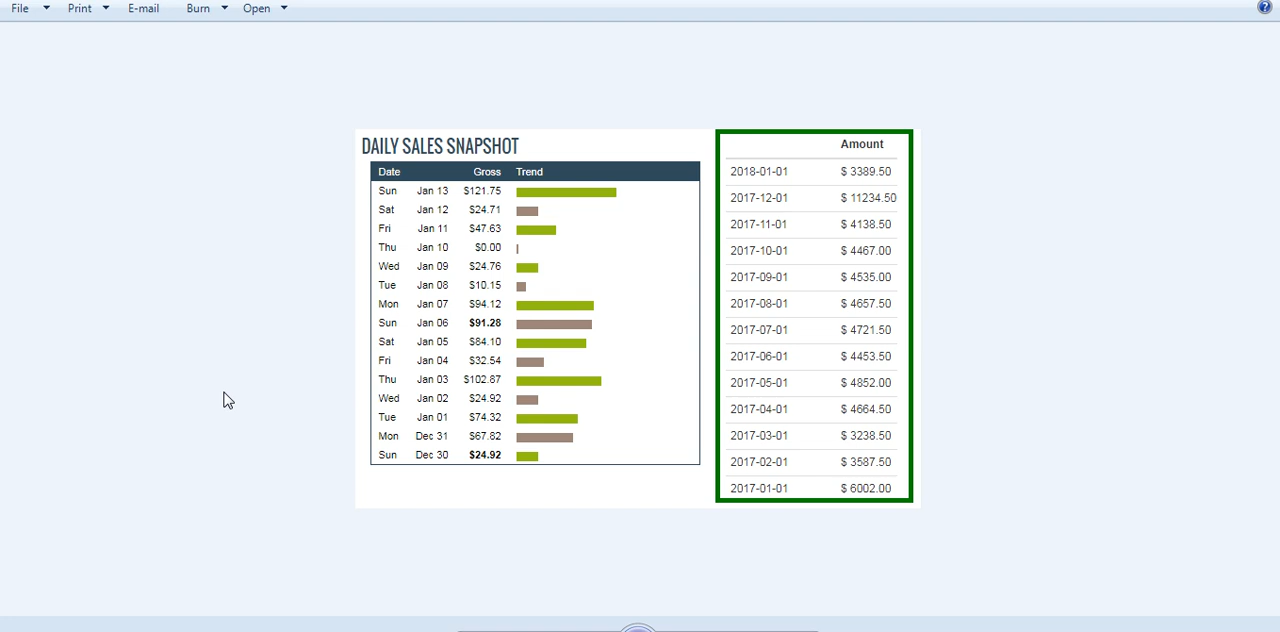 File Print E-mail Burn Open
DAILY SALES SNAPSHOT
Date Gross Trend
Sun Jan 13 $121.75
Sat Jan 12 $24.71
Fri Jan 11 $47.63
Thu Jan 10 $0.00
Wed Jan 09 $24.76
Tue Jan 08 $10.15
Mon Jan 07 $94.12
Sun Jan 06 $91.28
Sat Jan 05 $84.10
Fri Jan 04 $32.54
Thu Jan 03 $102.87
Wed Jan 02 $24.92
Tue Jan 01 $74.32
Mon Dec 31 $67.82
Sun Dec 30 $24.92
Amount
2018-01-01 $ 3389.50
2017-12-01 $ 11234.50
2017-11-01 $ 4138.50
2017-10-01 $ 4467.00
2017-09-01 $ 4535.00
2017-08-01 $ 4657.50
2017-07-01 $ 4721.50
2017-06-01 $ 4453.50
2017-05-01 $ 4852.00
2017-04-01 $ 4664.50
2017-03-01 $ 3238.50
2017-02-01 $ 3587.50
2017-01-01 $ 6002.00